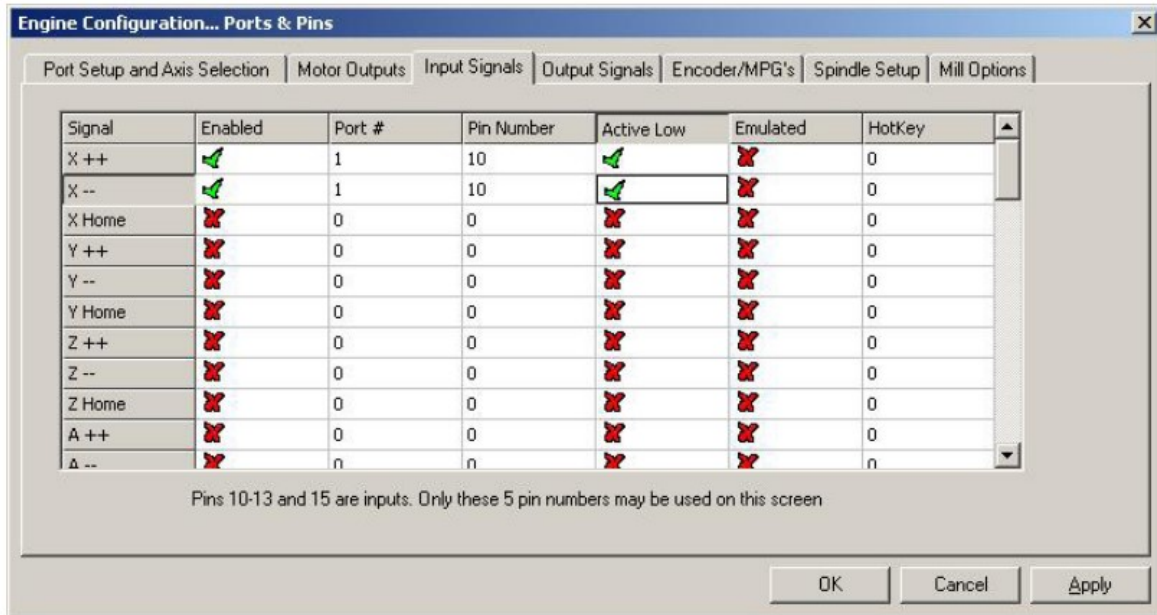 Engine Configuration... Ports & Pins
Port Setup and Axis Selection Motor Outputs Input Signals Output Signals Encoder/MPG's Spindle Setup Mill Options
Signal Enabled Port # Pin Number Active Low Emulated HotKey
X ++ 1 10 0
X -- 1 10 0
X Home 0 0 0
Y ++ 0 0 0
Y -- 0 0 0
Y Home 0 0 0
Z ++ 0 0 0
Z -- 0 0 0
Z Home 0 0 0
A ++ 0 0 0
A -- 0 0 0
Pins 10-13 and 15 are inputs. Only these 5 pin numbers may be used on this screen
OK Cancel Apply